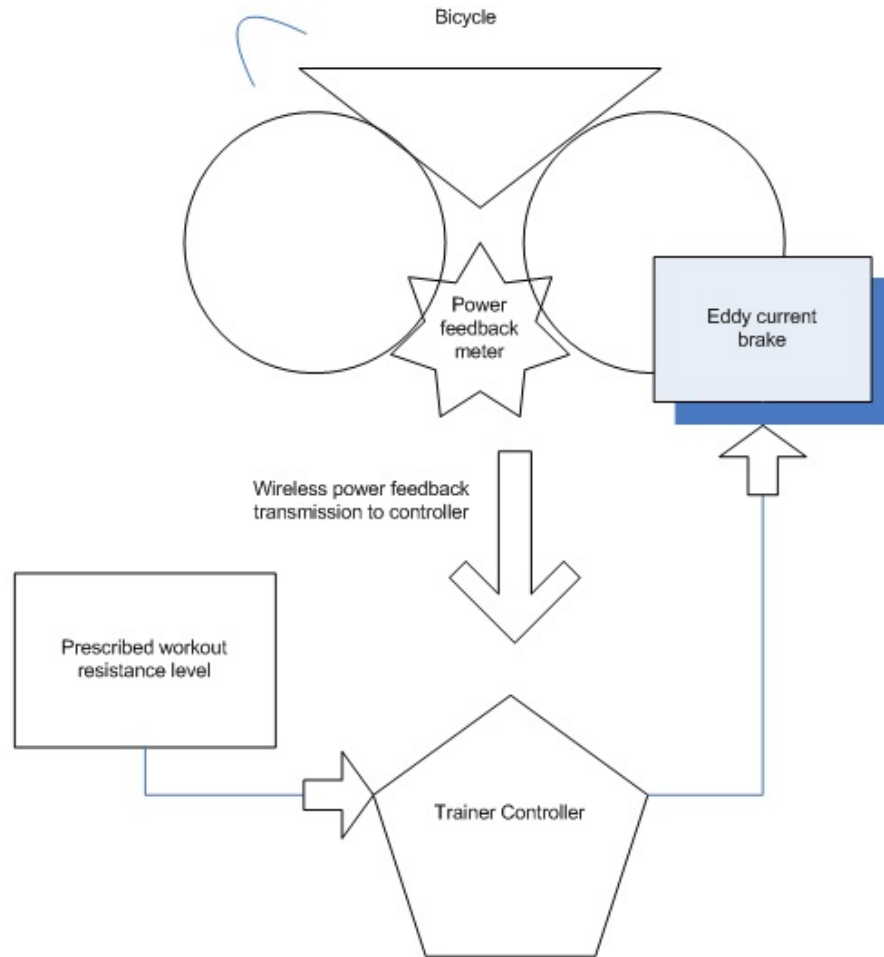 Bicycle
Power
feedback
meter
Eddy current
brake
Wireless power feedback
transmission to controller
Prescribed workout
resistance level
Trainer Controller